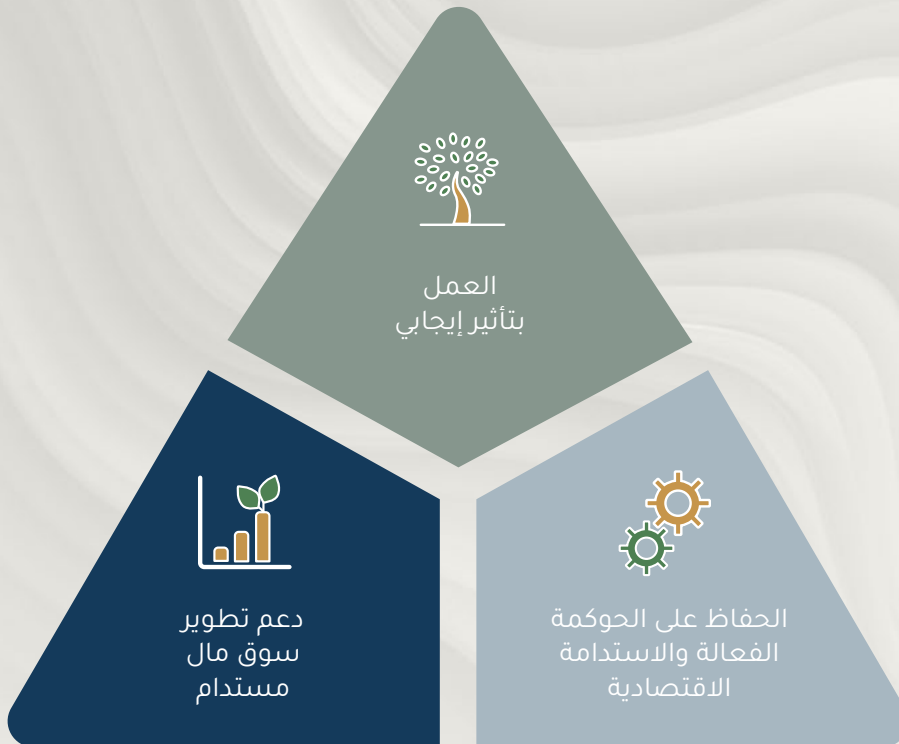 العمل
بتأثير إيجابي
الحفاظ على الحوكمة
الفعالة والاستدامة
الاقتصادية
دعم تطوير
سوق مال
مستدام